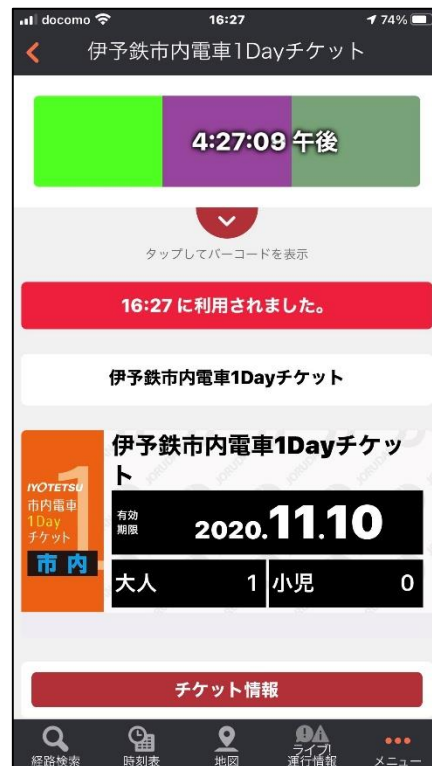 docomo 16:27 74%
伊予鉄市内電車1Dayチケット
4:27:09 午後
タップしてバーコードを表示
16:27 に利用されました。
伊予鉄市内電車1Dayチケット
IYOTETSU
市内電車
1Day
チケット
市内
伊予鉄市内電車1Dayチケッ
ト
有効
期限
2020.11.10
大人 1 小児 0
チケット情報
経路検索 時刻表 地図 ライブ!
運行情報 メニュー